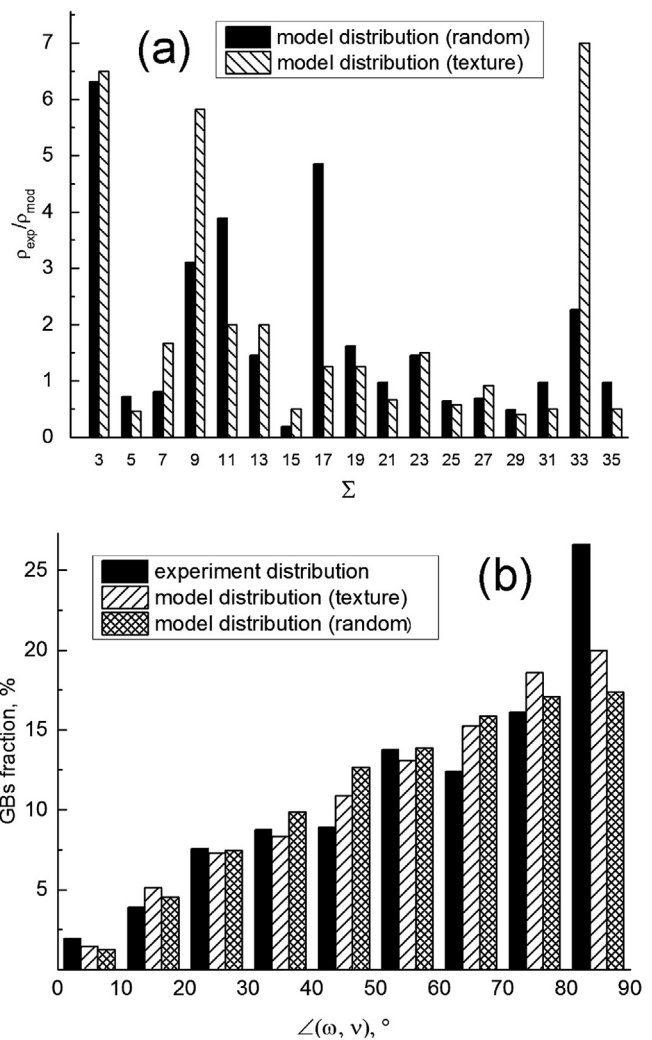 (a)
model distribution (random)
model distribution (texture)
7
6
5
4
3
2
1
0
ρexp/ρmod
3 5 7 9 11 13 15 17 19 21 23 25 27 29 31 33 35
Σ
(b)
experiment distribution
model distribution (texture)
model distribution (random)
25
20
15
10
5
GBs fraction, %
0 10 20 30 40 50 60 70 80 90
∠(ω, ν), °